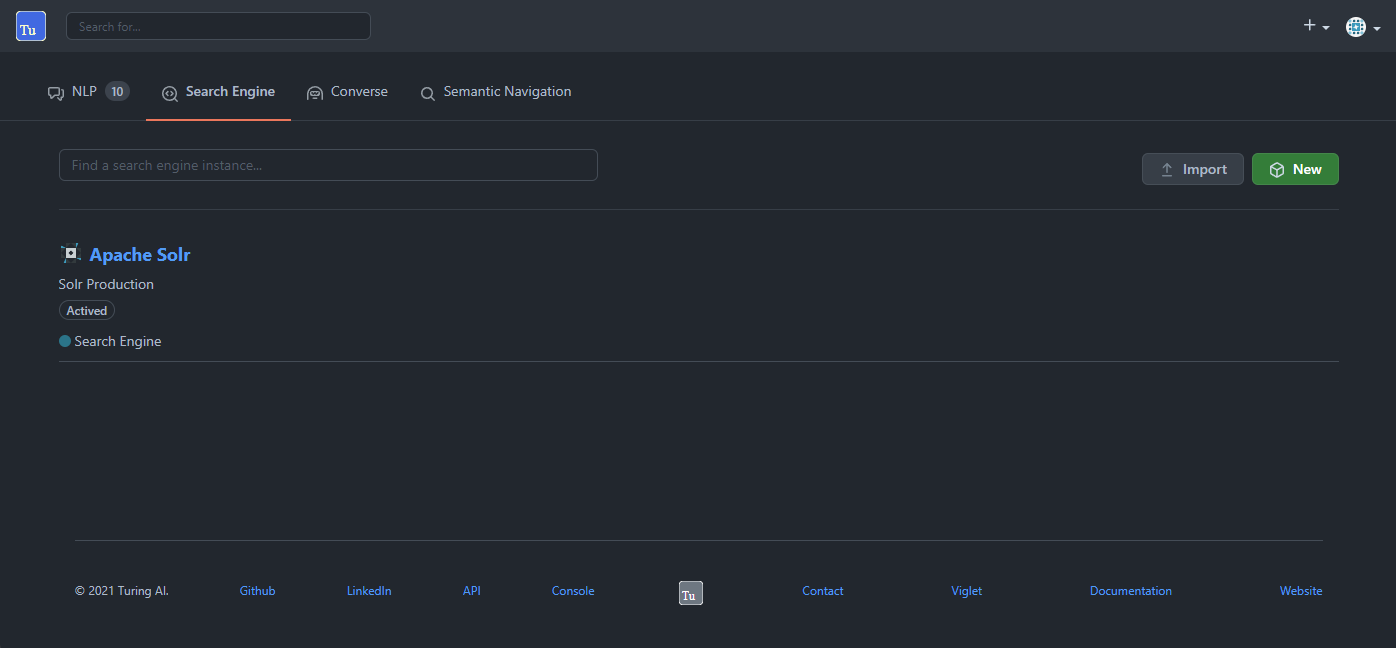 Tu
Search for...
NLP 10
Search Engine
Converse
Semantic Navigation
Find a search engine instance...
Import
New
Apache Solr
Solr Production
Actived
Search Engine
© 2021 Turing AI.
Github
LinkedIn
API
Console
Tu
Contact
Viglet
Documentation
Website